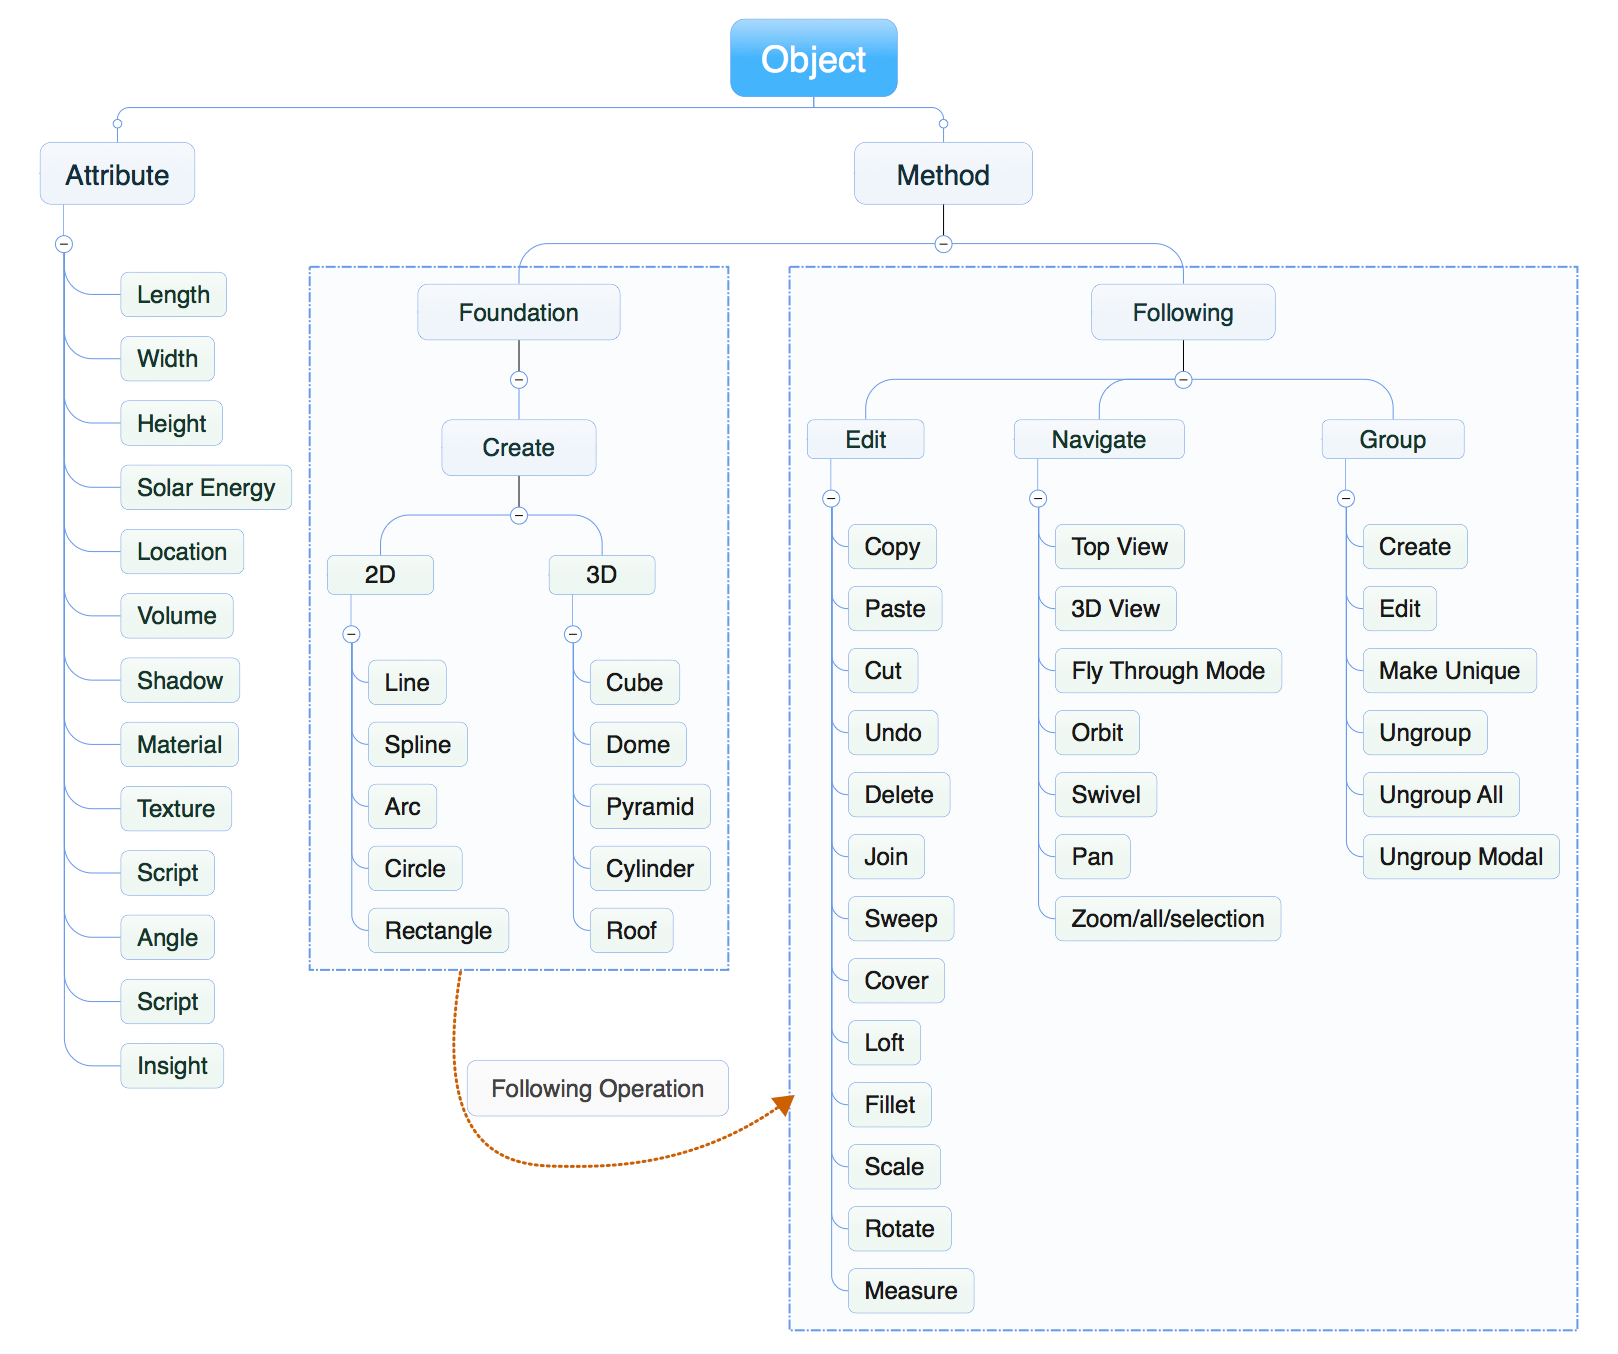 Object
Attribute
Method
Length
Width
Height
Solar Energy
Location
Volume
Shadow
Material
Texture
Script
Angle
Script
Insight
Foundation
Create
2D
Line
Spline
Arc
Circle
Rectangle
3D
Cube
Dome
Pyramid
Cylinder
Roof
Following Operation
Following
Edit
Copy
Paste
Cut
Undo
Delete
Join
Sweep
Cover
Loft
Fillet
Scale
Rotate
Measure
Navigate
Top View
3D View
Fly Through Mode
Orbit
Swivel
Pan
Zoom/all/selection
Group
Create
Edit
Make Unique
Ungroup
Ungroup All
Ungroup Modal